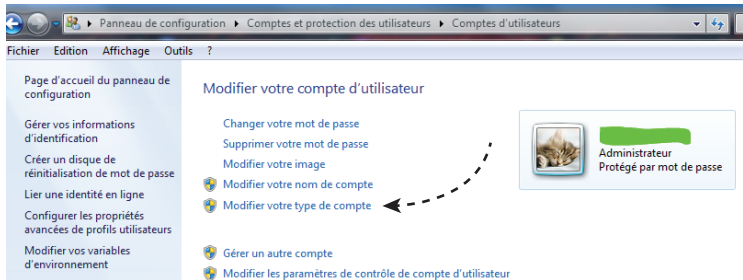 Panneau de configuration ▸ Comptes et protection des utilisateurs ▸ Comptes d'utilisateurs
Fichier Edition Affichage Outils ?
Page d'accueil du panneau de
configuration
Gérer vos informations
d'identification
Créer un disque de
réinitialisation de mot de passe
Lier une identité en ligne
Configurer les propriétés
avancées de profils utilisateurs
Modifier vos variables
d'environnement
Modifier votre compte d'utilisateur
Changer votre mot de passe
Supprimer votre mot de passe
Modifier votre image
Modifier votre nom de compte
Modifier votre type de compte
Gérer un autre compte
Modifier les paramètres de contrôle de compte d'utilisateur
Administrateur
Protégé par mot de passe